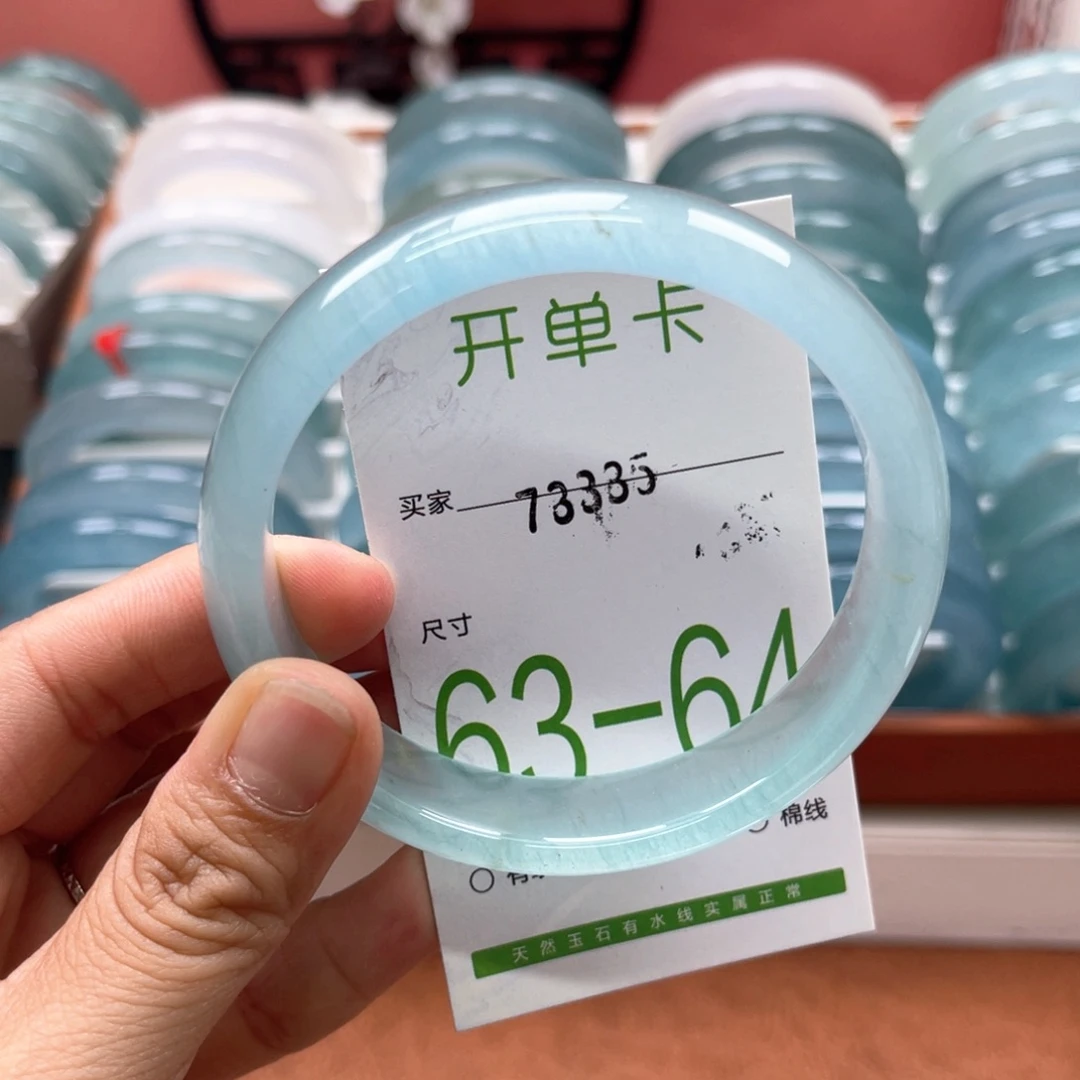 开单卡
买家 73335
尺寸
63-64
棉线
天然玉石有水线实属正常